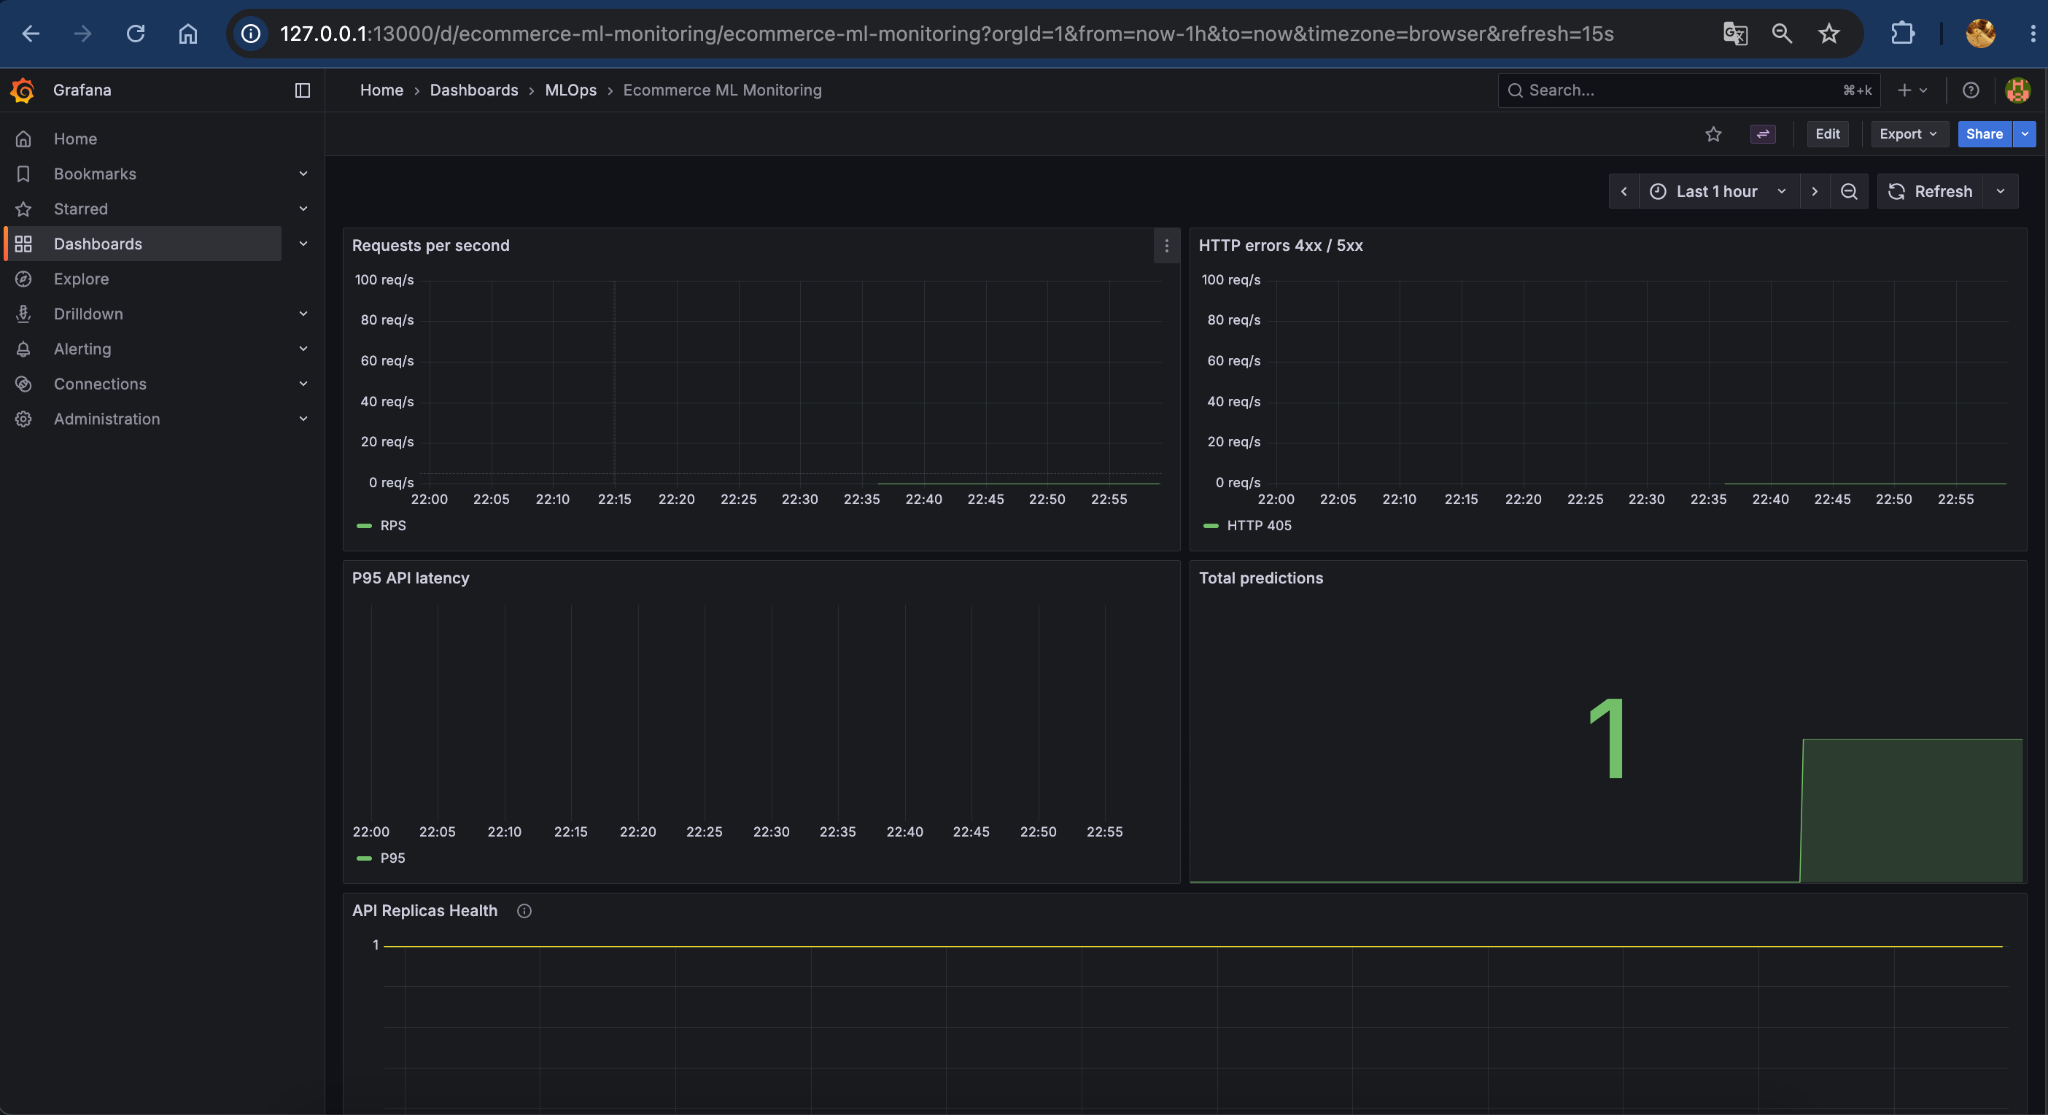 127.0.0.1:13000/d/ecommerce-ml-monitoring/ecommerce-ml-monitoring?orgId=1&from=now-1h&to=now&timezone=browser&refresh=15s
Grafana
Home › Dashboards › MLOps › Ecommerce ML Monitoring
Search... ⌘+k
Edit Export Share
Home
Bookmarks
Starred
Dashboards
Explore
Drilldown
Alerting
Connections
Administration
Last 1 hour Refresh
Requests per second
100 req/s
80 req/s
60 req/s
40 req/s
20 req/s
0 req/s
22:00 22:05 22:10 22:15 22:20 22:25 22:30 22:35 22:40 22:45 22:50 22:55
RPS
HTTP errors 4xx / 5xx
100 req/s
80 req/s
60 req/s
40 req/s
20 req/s
0 req/s
22:00 22:05 22:10 22:15 22:20 22:25 22:30 22:35 22:40 22:45 22:50 22:55
HTTP 405
P95 API latency
22:00 22:05 22:10 22:15 22:20 22:25 22:30 22:35 22:40 22:45 22:50 22:55
P95
Total predictions
1
API Replicas Health
1